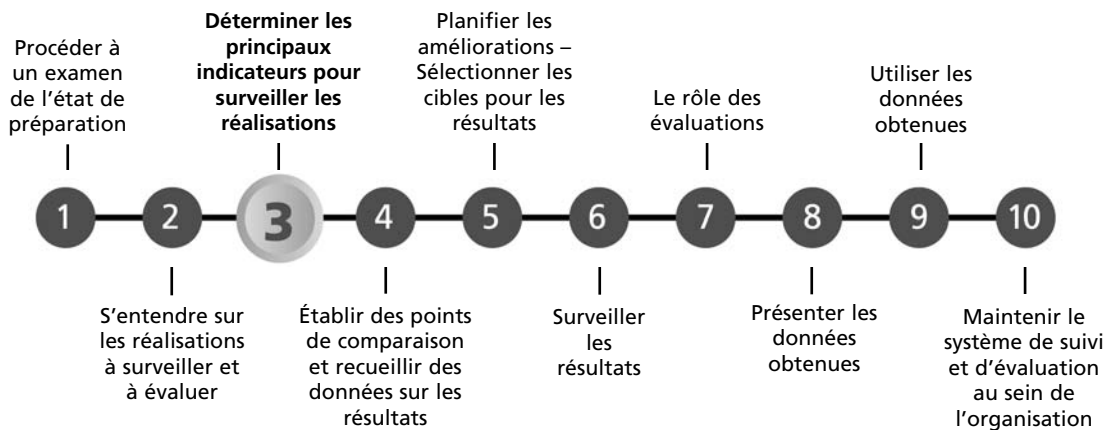 Procéder à
un examen
de l’état de
préparation
Déterminer les
principaux
indicateurs pour
surveiller les
réalisations
Planifier les
améliorations –
Sélectionner les
cibles pour les
résultats
Le rôle des
évaluations
Utiliser les
données
obtenues
1
2
3
4
5
6
7
8
9
10
S’entendre sur
les réalisations
à surveiller et
à évaluer
Établir des points
de comparaison
et recueillir des
données sur les
résultats
Surveiller
les
résultats
Présenter les
données
obtenues
Maintenir le
système de suivi
et d’évaluation
au sein de
l’organisation